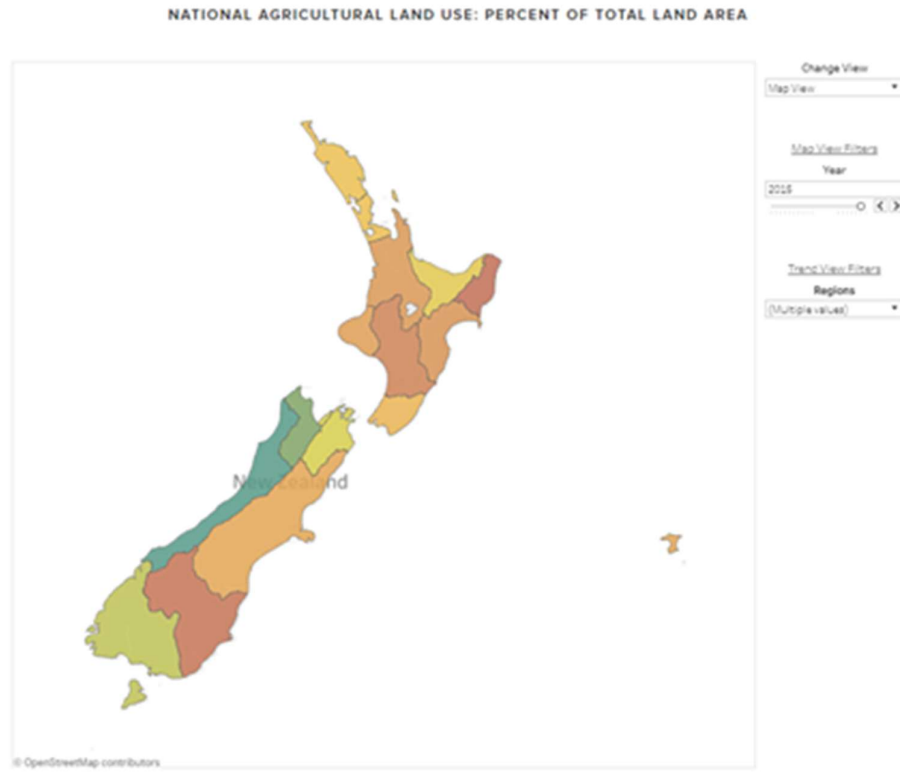 NATIONAL AGRICULTURAL LAND USE: PERCENT OF TOTAL LAND AREA
Change View
Map View
Map View Filters
Year
Trend View Filters
Regions
(Multiple values)
New Zealand
© OpenStreetMap contributors